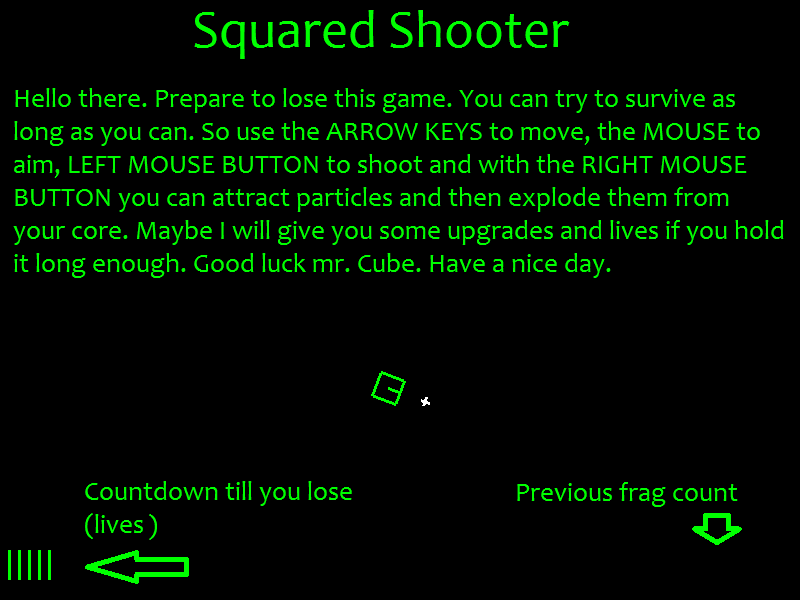 Squared Shooter
Hello there. Prepare to lose this game. You can try to survive as
long as you can. So use the ARROW KEYS to move, the MOUSE to
aim, LEFT MOUSE BUTTON to shoot and with the RIGHT MOUSE
BUTTON you can attract particles and then explode them from
your core. Maybe I will give you some upgrades and lives if you hold
it long enough. Good luck mr. Cube. Have a nice day.
Countdown till you lose
(lives )
Previous frag count